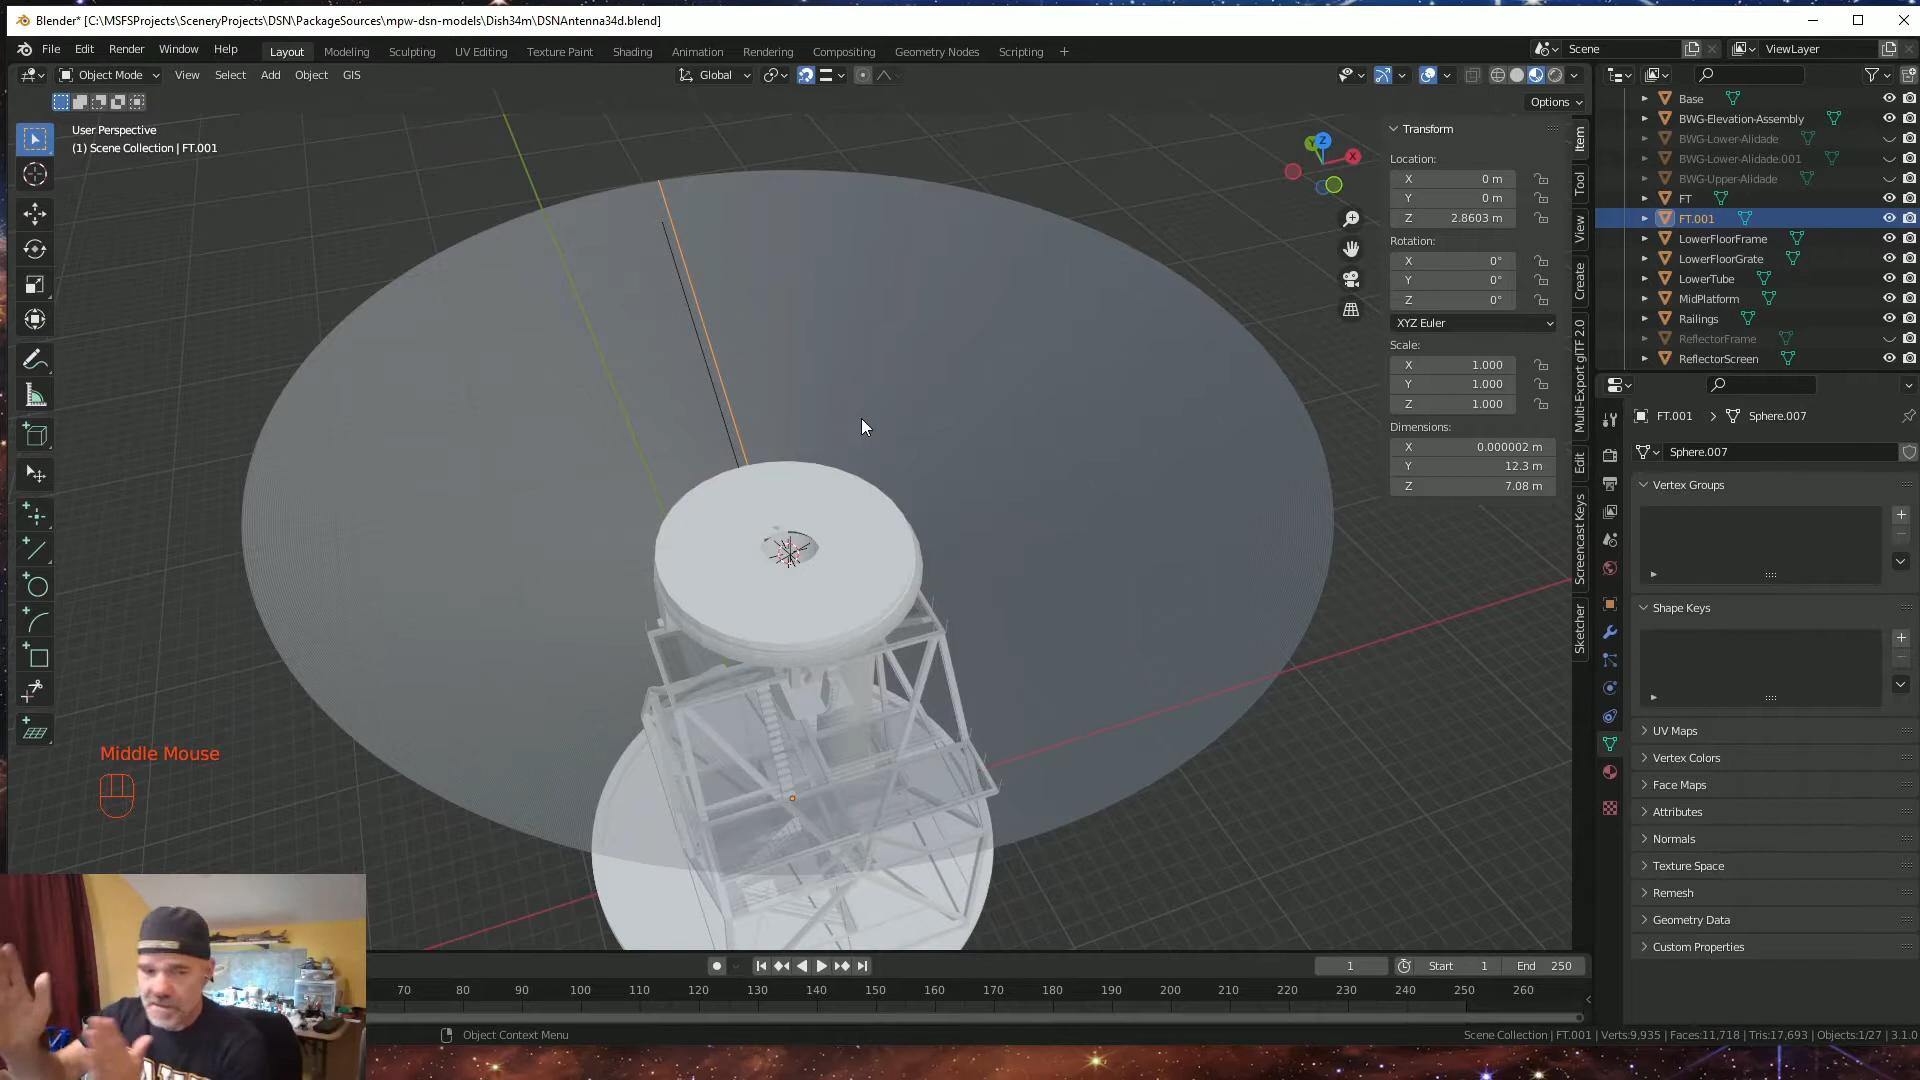 Blender* [C:\MSFSProjects\SceneryProjects\DSN\PackageSources\mpw-dsn-models\Dish34m\DSNAntenna34d.blend]
File Edit Render Window Help Layout Modeling Sculpting UV Editing Texture Paint Shading Animation Rendering Compositing Geometry Nodes Scripting + Scene ViewLayer
Object Mode View Select Add Object GIS Global
Options
User Perspective
(1) Scene Collection | FT.001
Transform
Location:
X 0 m
Y 0 m
Z 2.8603 m
Rotation:
X 0°
Y 0°
Z 0°
XYZ Euler
Scale:
X 1.000
Y 1.000
Z 1.000
Dimensions:
X 0.000002 m
Y 12.3 m
Z 7.08 m
Item
Tool
View
Create
Multi-Export glTF 2.0
Edit
Screencast Keys
Sketcher
Z
Y
X
Base
BWG-Elevation-Assembly
BWG-Lower-Alidade
BWG-Lower-Alidade.001
BWG-Upper-Alidade
FT
FT.001
LowerFloorFrame
LowerFloorGrate
LowerTube
MidPlatform
Railings
ReflectorFrame
ReflectorScreen
FT.001 > Sphere.007
Sphere.007
Vertex Groups
Shape Keys
UV Maps
Vertex Colors
Face Maps
Attributes
Normals
Texture Space
Remesh
Geometry Data
Custom Properties
Middle Mouse
1 Start 1 End 250
70 80 90 100 110 120 130 140 150 160 170 180 190 200 210 220 230 240 250 260
Object Context Menu
Scene Collection | FT.001 | Verts:9,935 | Faces:11,718 | Tris:17,693 | Objects:1/27 | 3.1.0